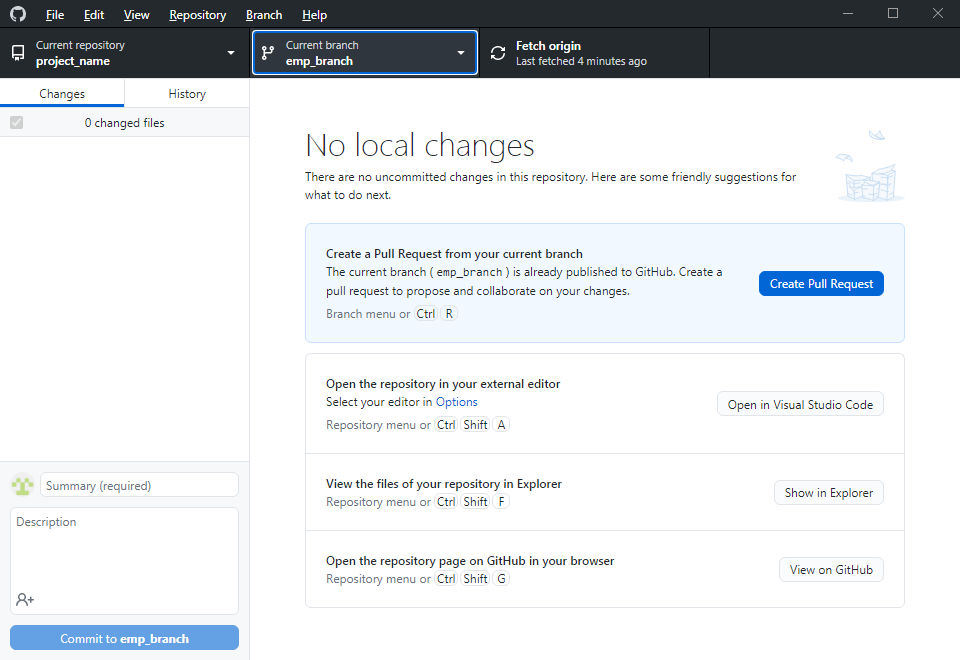 File Edit View Repository Branch Help
Current repository
project_name
Current branch
emp_branch
Fetch origin
Last fetched 4 minutes ago
Changes
History
0 changed files
No local changes
There are no uncommitted changes in this repository. Here are some friendly suggestions for
what to do next.
Create a Pull Request from your current branch
The current branch ( emp_branch ) is already published to GitHub. Create a
pull request to propose and collaborate on your changes.
Branch menu or Ctrl R
Create Pull Request
Open the repository in your external editor
Select your editor in Options
Repository menu or Ctrl Shift A
Open in Visual Studio Code
View the files of your repository in Explorer
Repository menu or Ctrl Shift F
Show in Explorer
Open the repository page on GitHub in your browser
Repository menu or Ctrl Shift G
View on GitHub
Summary (required)
Description
Commit to emp_branch